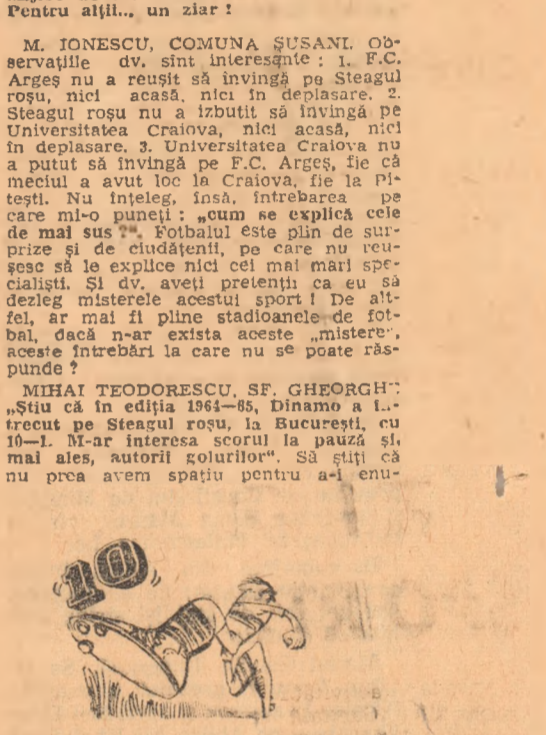 Pentru alții... un ziar !
M. IONESCU, COMUNA ȘUSANI. Ob-
servațiile dv. sînt interesante : 1. F.C.
Argeș nu a reușit să învingă pe Steagul
roșu, nici acasă, nici în deplasare. 2.
Steagul roșu nu a izbutit să învingă pe
Universitatea Craiova, nici acasă, nici
în deplasare. 3. Universitatea Craiova nu
a putut să învingă pe F.C. Argeș, fie că
meciul a avut loc la Craiova, fie la Pi-
tești. Nu înțeleg, însă, întrebarea pe
care mi-o puneți : „cum se explică cele
de mai sus ?". Fotbalul este plin de sur-
prize și de ciudățenii, pe care nu reu-
șesc să le explice nici cei mai mari spe-
cialiști. Și dv. aveți pretenții ca eu să
dezleg misterele acestui sport ! De alt-
fel, ar mai fi pline stadioanele de fot-
bal, dacă n-ar exista aceste „mistere",
aceste întrebări la care nu se poate răs-
punde ?
MIHAI TEODORESCU, SF. GHEORGHE.
„Știu că în ediția 1964—65, Dinamo a în-
trecut pe Steagul roșu, la București, cu
10—1. M-ar interesa scorul la pauză și,
mai ales, autorii golurilor". Să știți că
nu prea avem spațiu pentru a-i enu-
10